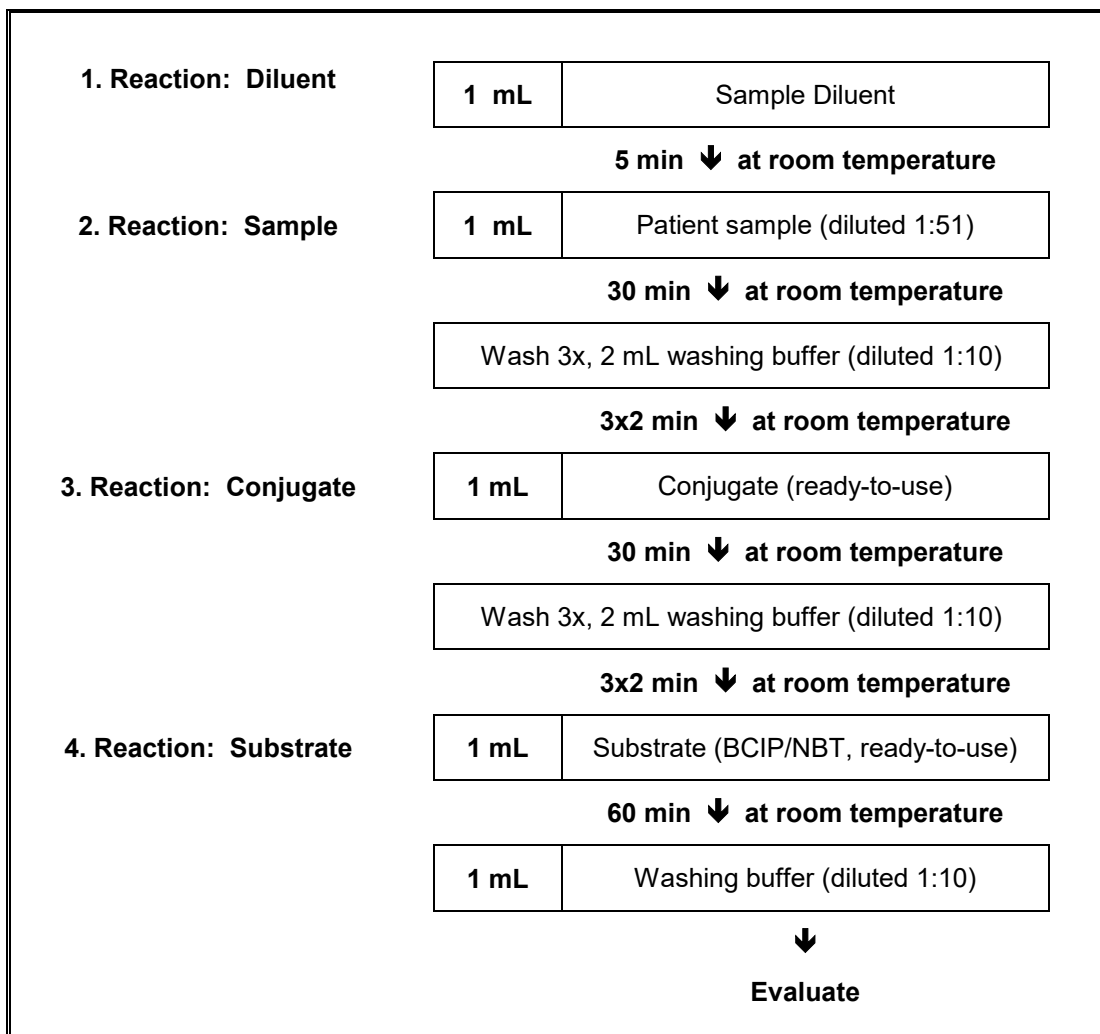 1. Reaction: Diluent
1 mL Sample Diluent
5 min 🡻 at room temperature
2. Reaction: Sample
1 mL Patient sample (diluted 1:51)
30 min 🡻 at room temperature
Wash 3x, 2 mL washing buffer (diluted 1:10)
3x2 min 🡻 at room temperature
3. Reaction: Conjugate
1 mL Conjugate (ready-to-use)
30 min 🡻 at room temperature
Wash 3x, 2 mL washing buffer (diluted 1:10)
3x2 min 🡻 at room temperature
4. Reaction: Substrate
1 mL Substrate (BCIP/NBT, ready-to-use)
60 min 🡻 at room temperature
1 mL Washing buffer (diluted 1:10)
🡻
Evaluate